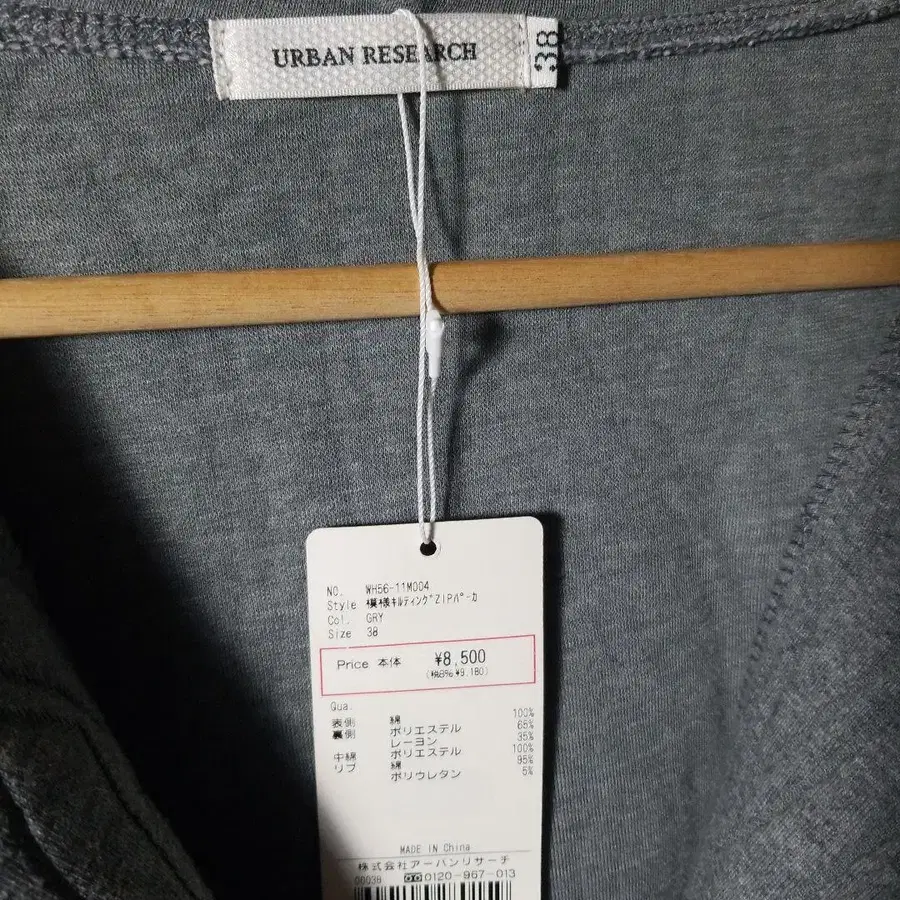 URBAN RESEARCH
38
NO. WH56-11M004
Style 模様ｷﾙﾃｨﾝｸﾞZIPﾊﾟｰｶ
Col. GRY
Size 38
Price 本体 ¥8,500
(税8% ¥9,180)
Qua.
表側 綿 100%
裏側 ポリエステル 65%
レーヨン 35%
中綿 ポリエステル 100%
リブ 綿 95%
ポリウレタン 5%
MADE IN China
株式会社アーバンリサーチ
00038 0120-967-013